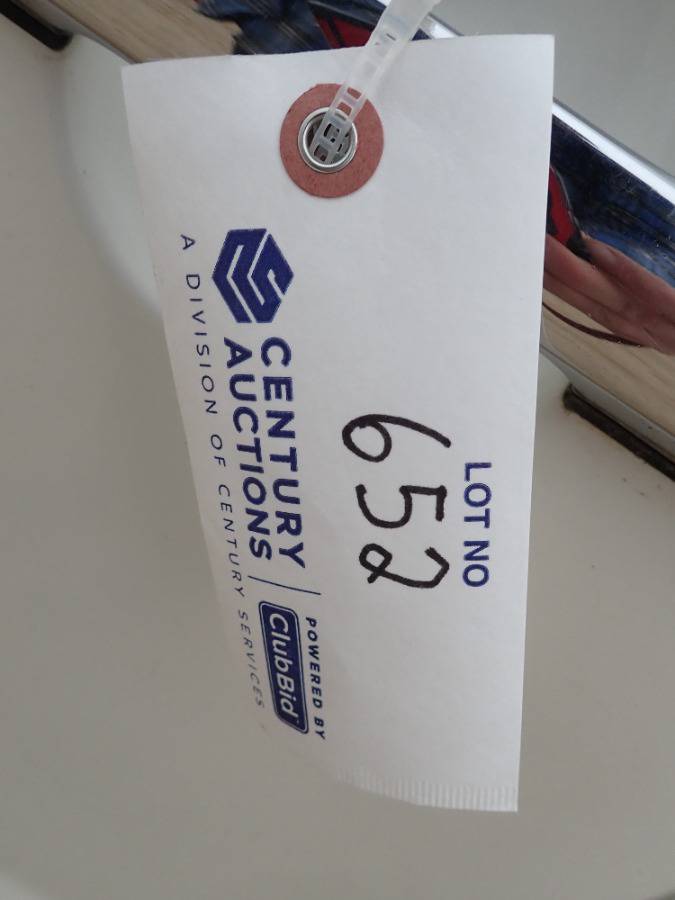 LOT NO
652
CENTURY
AUCTIONS
POWERED BY
ClubBid
A DIVISION OF CENTURY SERVICES